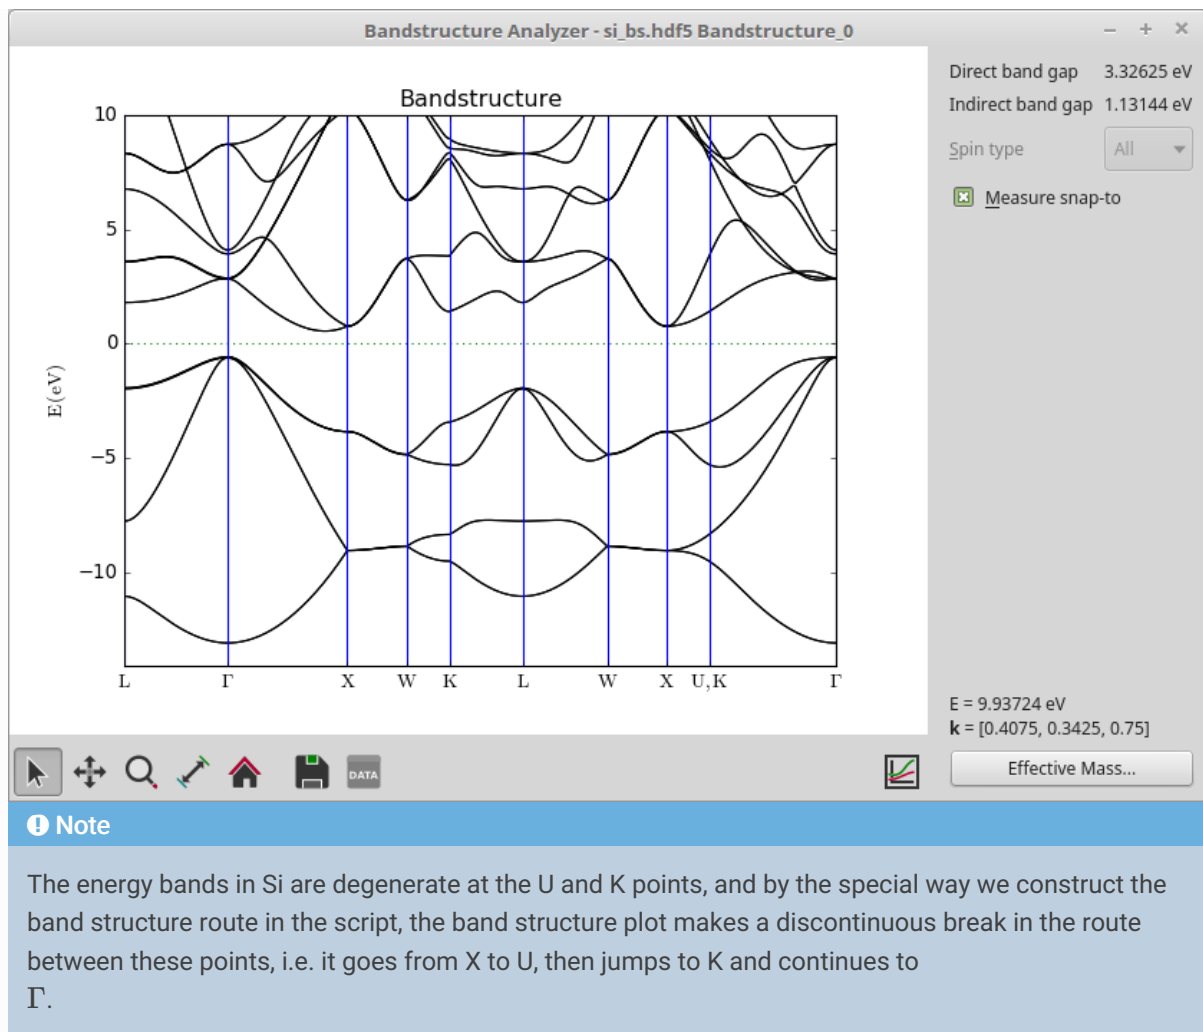 Bandstructure Analyzer - si_bs.hdf5 Bandstructure_0
Direct band gap 3.32625 eV
Indirect band gap 1.13144 eV
Spin type All
Measure snap-to
Bandstructure
10
5
0
−5
−10
E(eV)
L Γ X W K L W X U,K Γ
E = 9.93724 eV
k = [0.4075, 0.3425, 0.75]
DATA
Effective Mass...
Note
The energy bands in Si are degenerate at the U and K points, and by the special way we construct the
band structure route in the script, the band structure plot makes a discontinuous break in the route
between these points, i.e. it goes from X to U, then jumps to K and continues to
Γ.